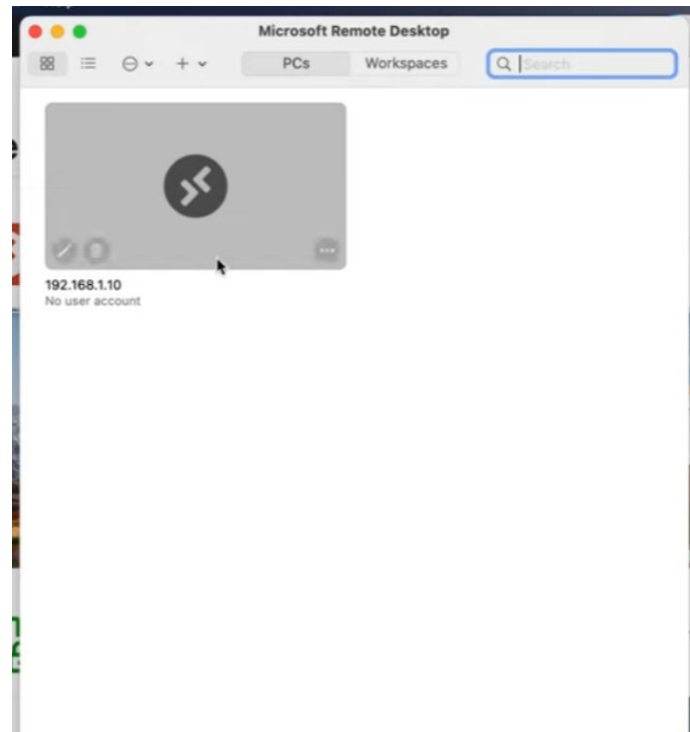 Microsoft Remote Desktop
PCs
Workspaces
Search
192.168.1.10
No user account